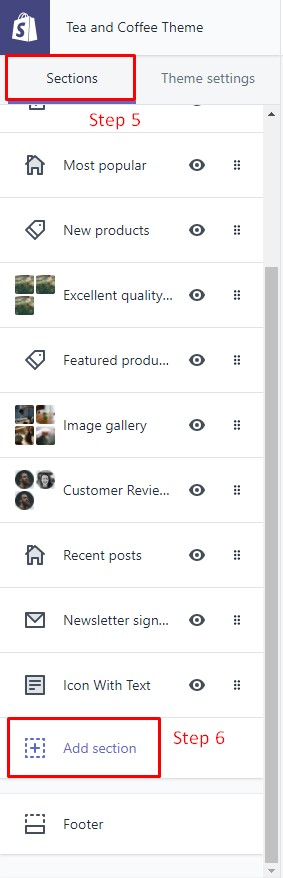 Tea and Coffee Theme
Sections
Theme settings
Step 5
Most popular
New products
Excellent quality...
Featured produ...
Image gallery
Customer Revie...
Recent posts
Newsletter sign...
Icon With Text
Add section
Step 6
Footer